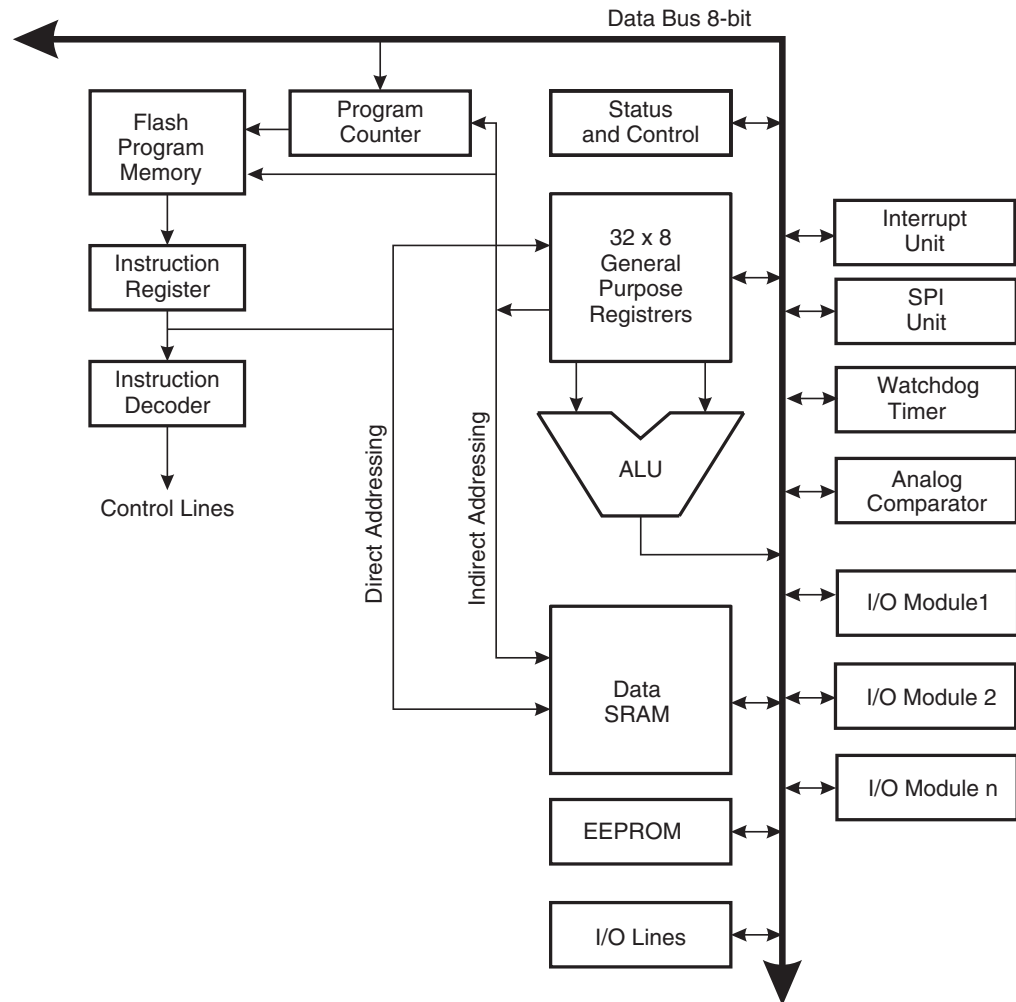 Data Bus 8-bit
Flash
Program
Memory
Program
Counter
Status
and Control
Instruction
Register
32 x 8
General
Purpose
Registrers
Interrupt
Unit
SPI
Unit
Instruction
Decoder
Watchdog
Timer
Control Lines
Direct Addressing
Indirect Addressing
ALU
Analog
Comparator
I/O Module1
Data
SRAM
I/O Module 2
I/O Module n
EEPROM
I/O Lines